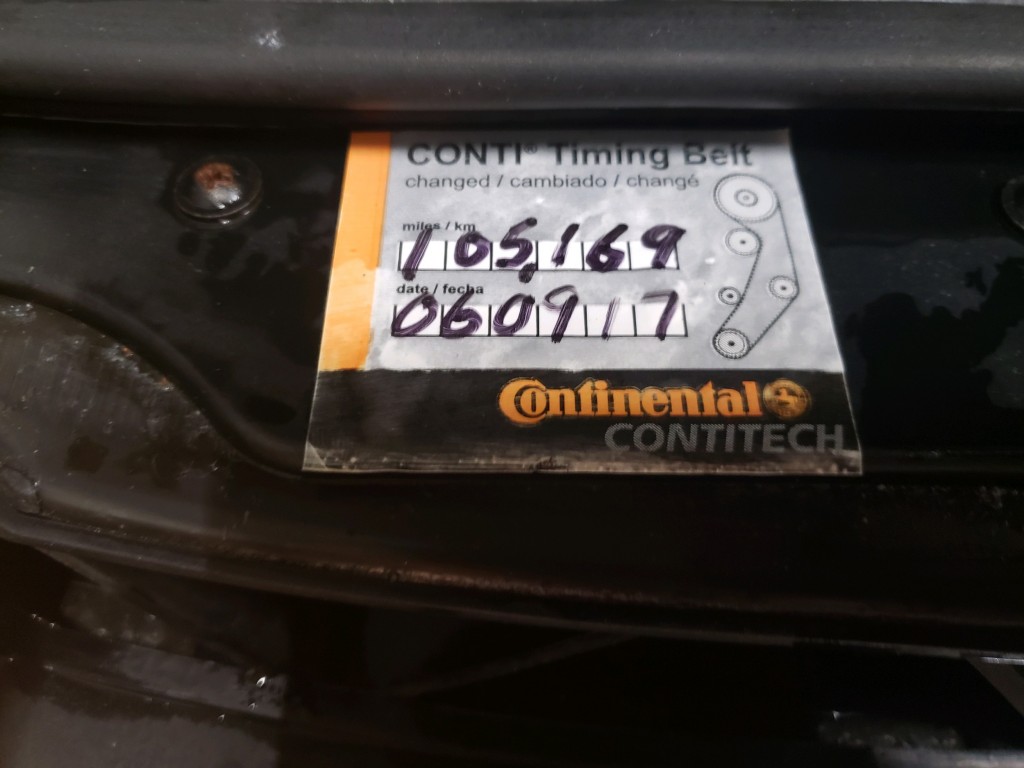 CONTI® Timing Belt
changed / cambiado / changé
miles / km
105,169
date / fecha
060917
Continental
CONTITECH